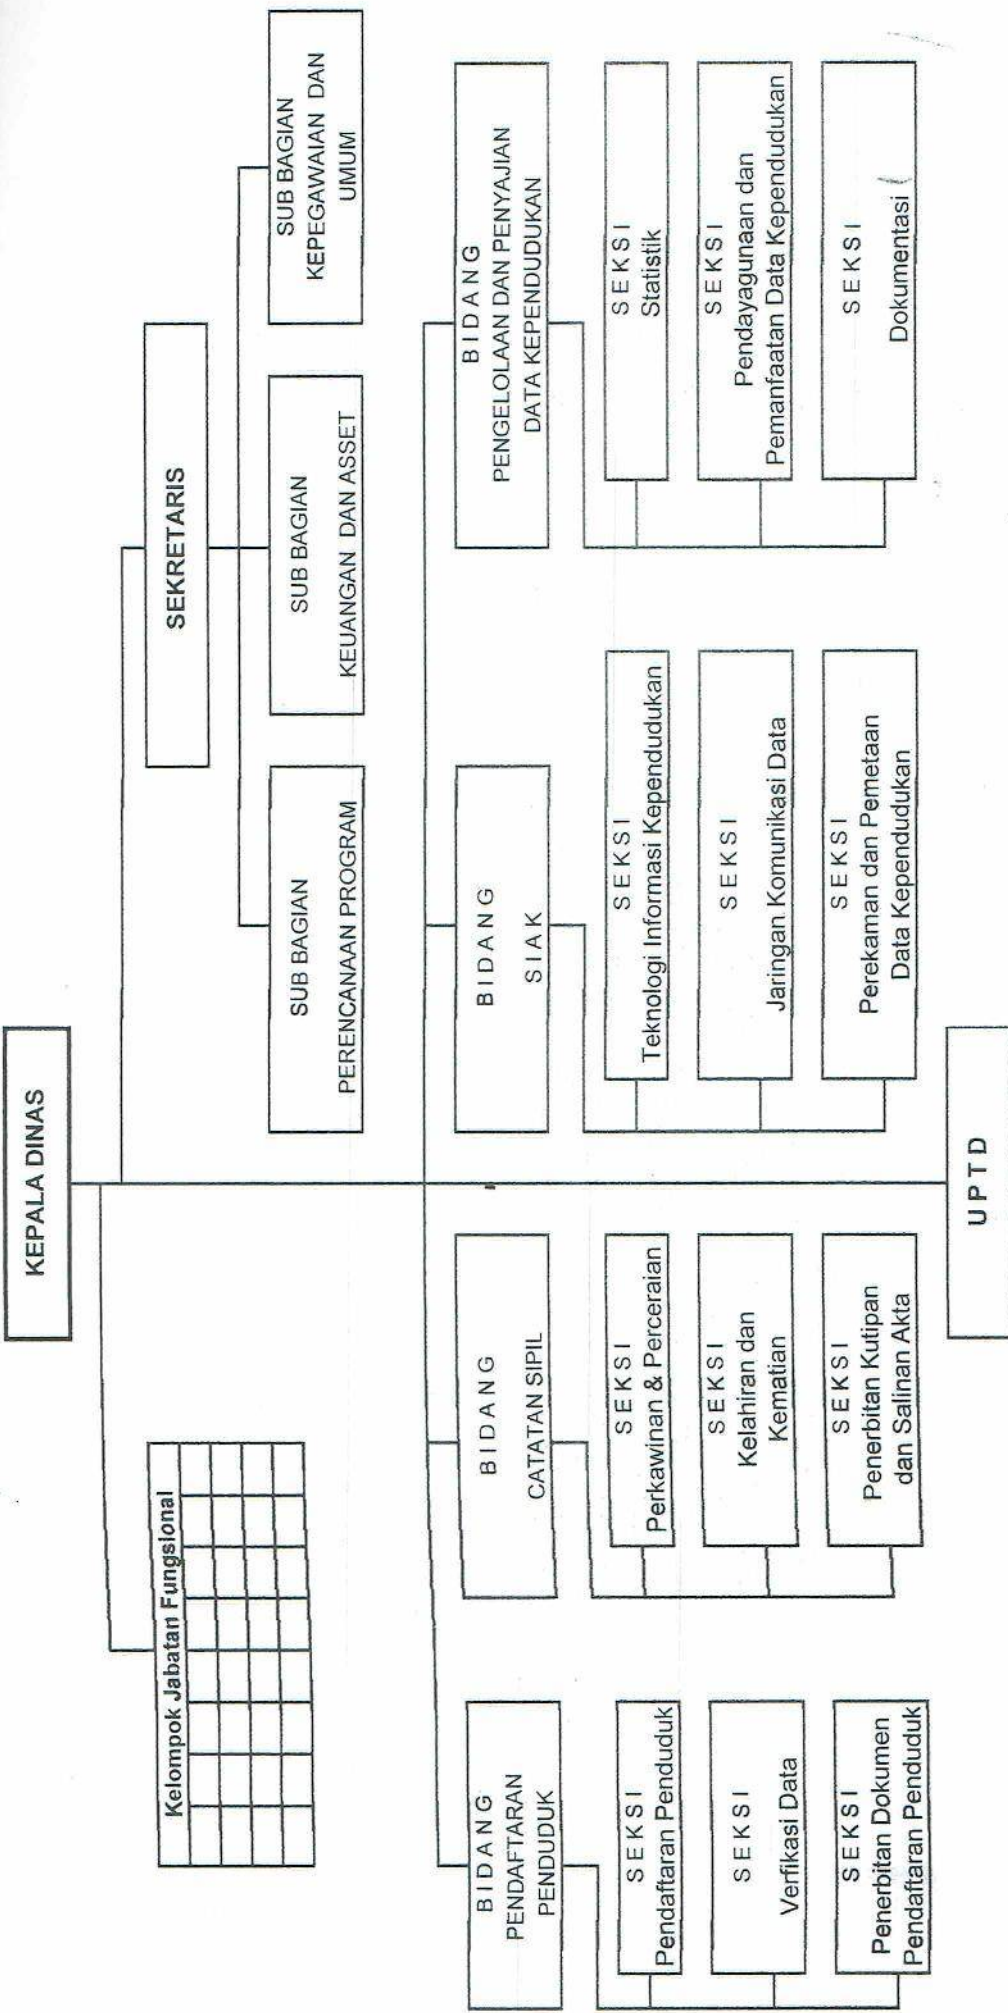 KEPALA DINAS
Kelompok Jabatan Fungsional
SEKRETARIS
SUB BAGIAN
PERENCANAAN PROGRAM
SUB BAGIAN
KEUANGAN DAN ASSET
SUB BAGIAN
KEPEGAWAIAN DAN
UMUM
B I D A N G
PENDAFTARAN
PENDUDUK
S E K S I
Pendaftaran Penduduk
S E K S I
Verfikasi Data
S E K S I
Penerbitan Dokumen
Pendaftaran Penduduk
B I D A N G
CATATAN SIPIL
S E K S I
Perkawinan & Perceraian
S E K S I
Kelahiran dan
Kematian
S E K S I
Penerbitan Kutipan
dan Salinan Akta
B I D A N G
S I A K
S E K S I
Teknologi Informasi Kependudukan
S E K S I
Jaringan Komunikasi Data
S E K S I
Perekaman dan Pemetaan
Data Kependudukan
B I D A N G
PENGELOLAAN DAN PENYAJIAN
DATA KEPENDUDUKAN
S E K S I
Statistik
S E K S I
Pendayagunaan dan
Pemanfaatan Data Kependudukan
S E K S I
Dokumentasi
U P T D